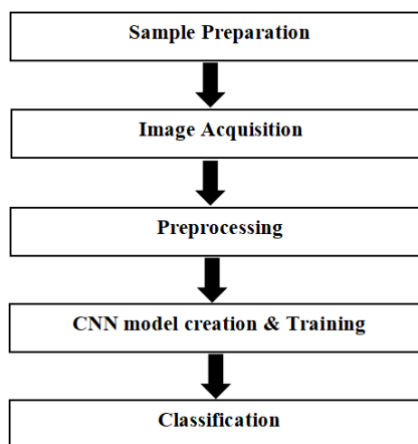 Sample Preparation
Image Acquisition
Preprocessing
CNN model creation & Training
Classification